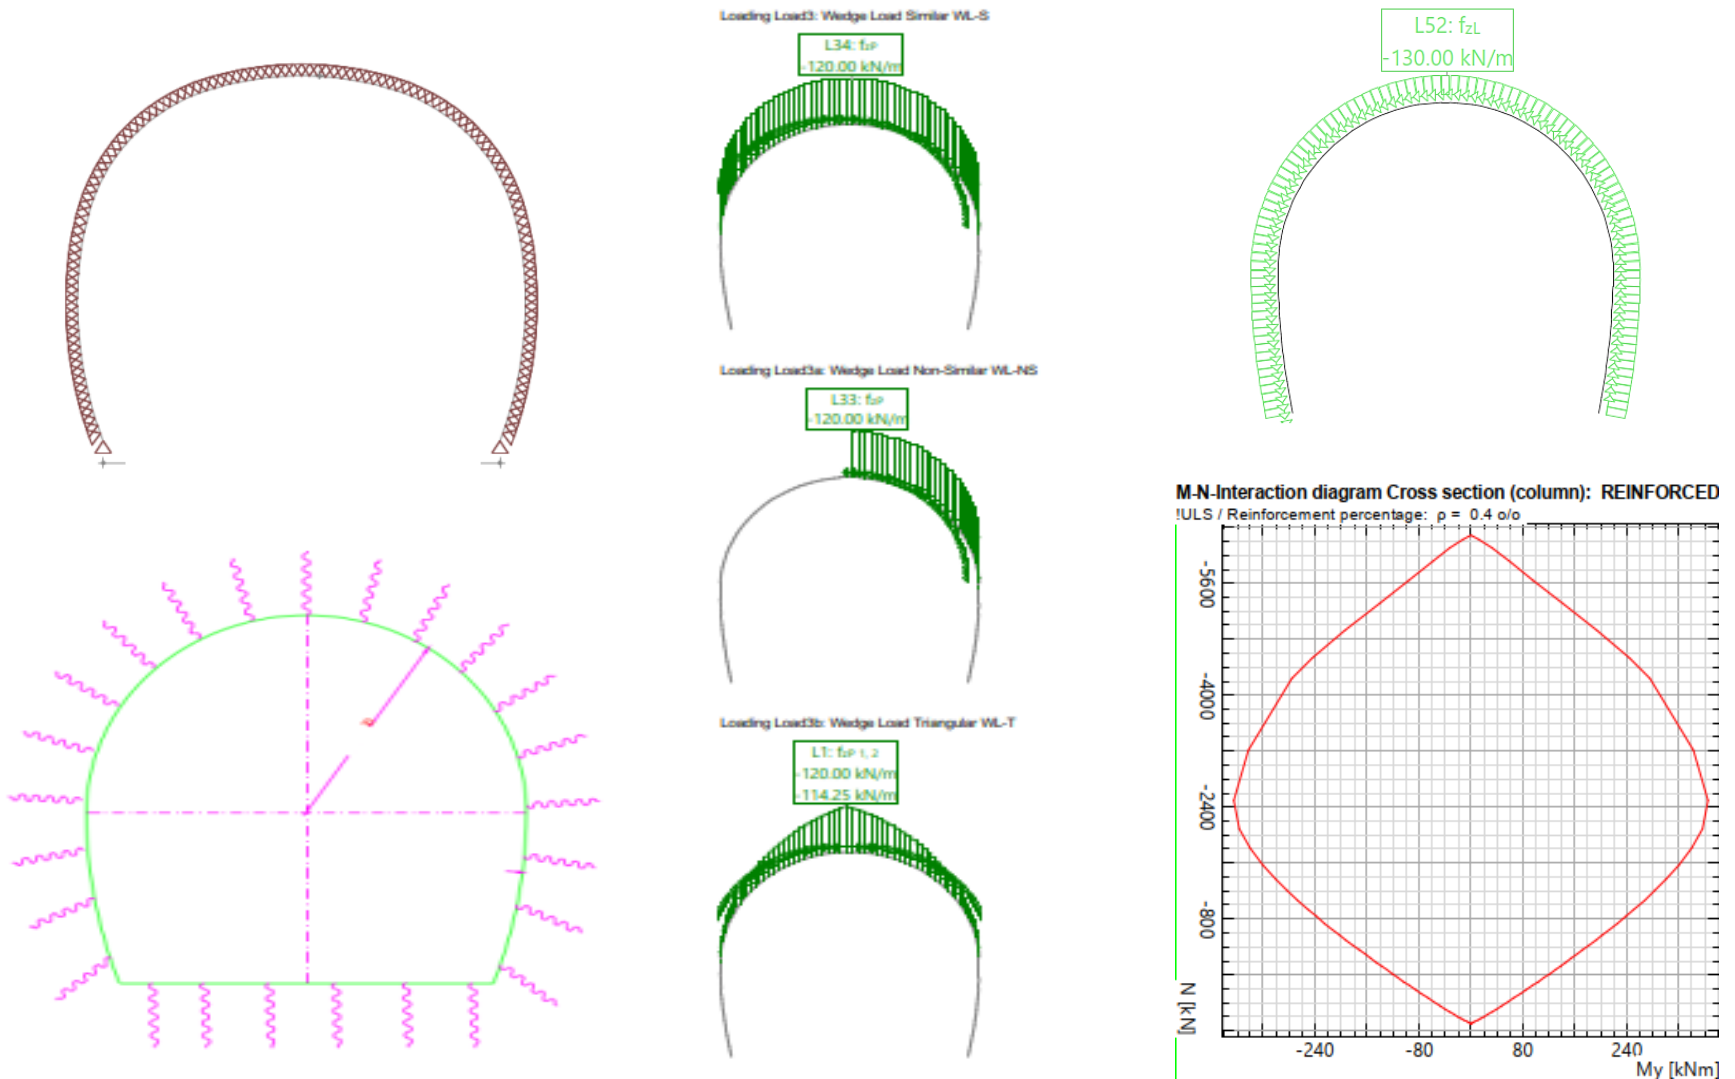 Loading Load3: Wedge Load Similar WL-S
L34: fzP
-120.00 kN/m
Loading Load3a: Wedge Load Non-Similar WL-NS
L33: fzP
-120.00 kN/m
Loading Load3b: Wedge Load Triangular WL-T
L1: fzP 1, 2
-120.00 kN/m
-114.25 kN/m
L52: fzL
-130.00 kN/m
M-N-Interaction diagram Cross section (column): REINFORCED
!ULS / Reinforcement percentage: ρ = 0.4 o/o
-5600
-4000
-2400
-800
N [kN]
-240 -80 80 240
My [kNm]